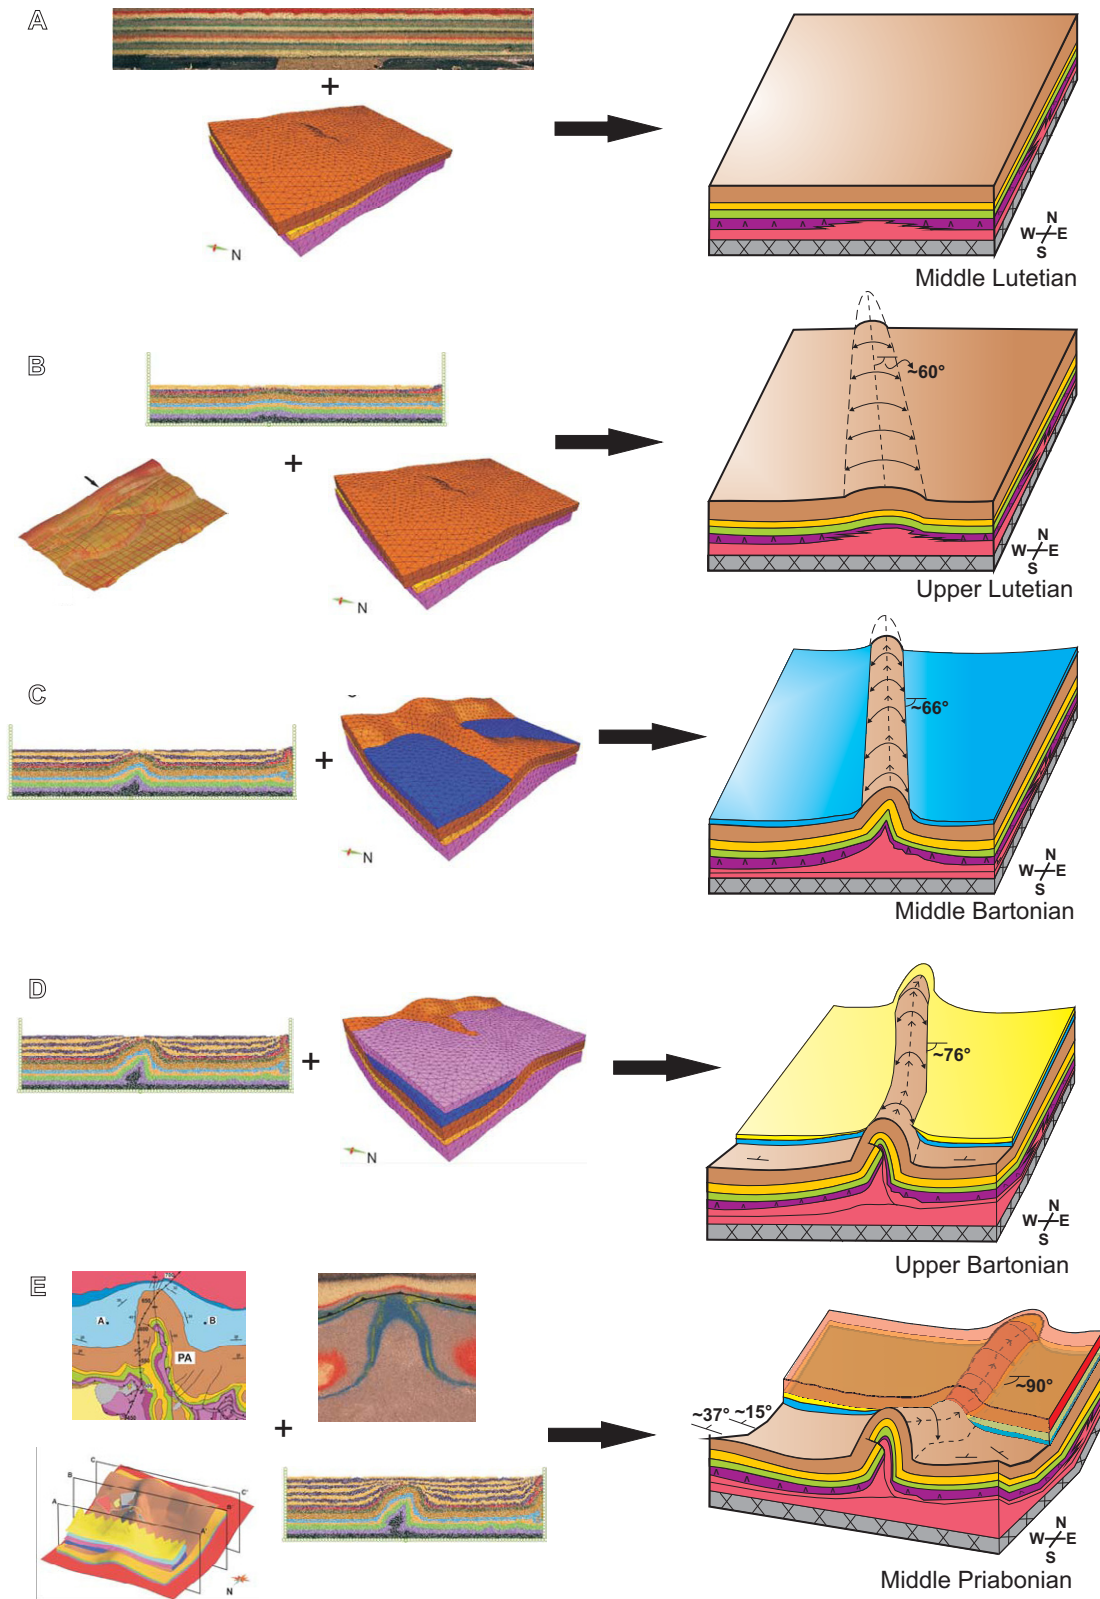 A
+
N
N
W E
S
Middle Lutetian
B
~60°
+
N
N
W E
S
Upper Lutetian
C
~66°
+
N
N
W E
S
Middle Bartonian
D
~76°
+
N
N
W E
S
Upper Bartonian
E
A
B
PA
+
~90°
~37° ~15°
C
B
A
C'
B'
A'
N
N
W E
S
Middle Priabonian